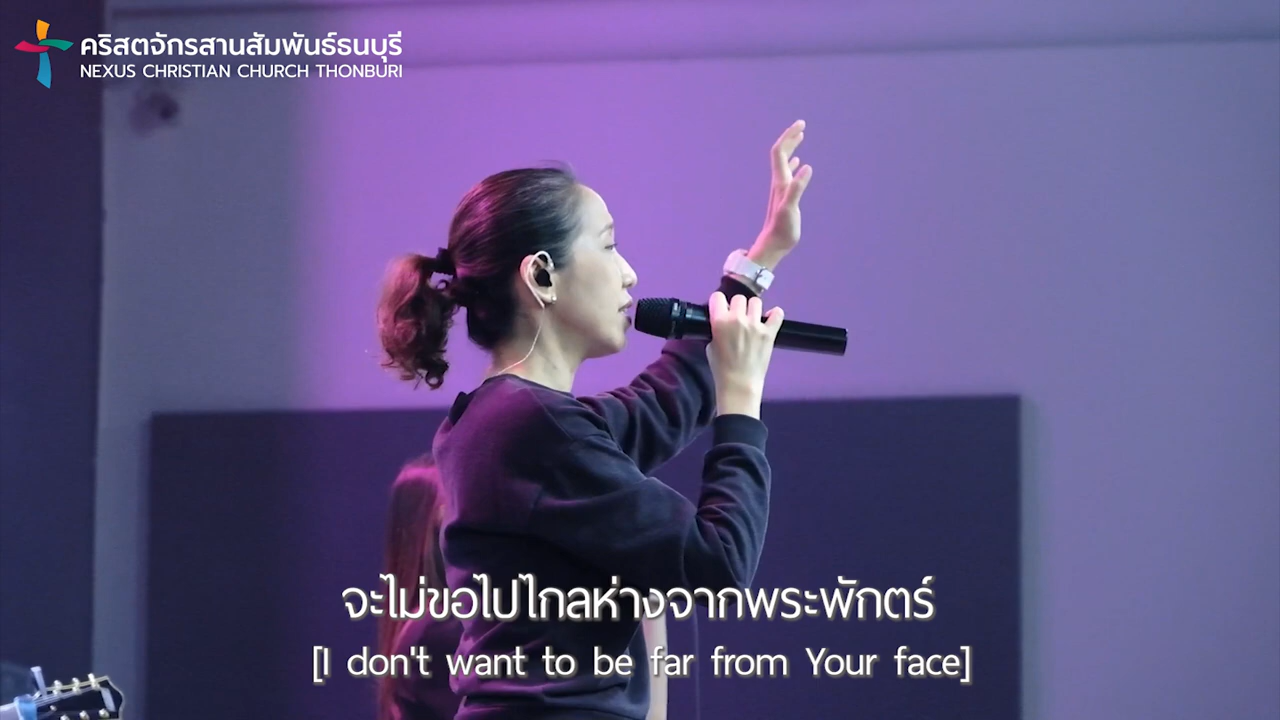 คริสตจักรสานสัมพันธ์ธนบุรี
NEXUS CHRISTIAN CHURCH THONBURI
จะไม่ขอไปไกลห่างจากพระพักตร์
[I don't want to be far from Your face]